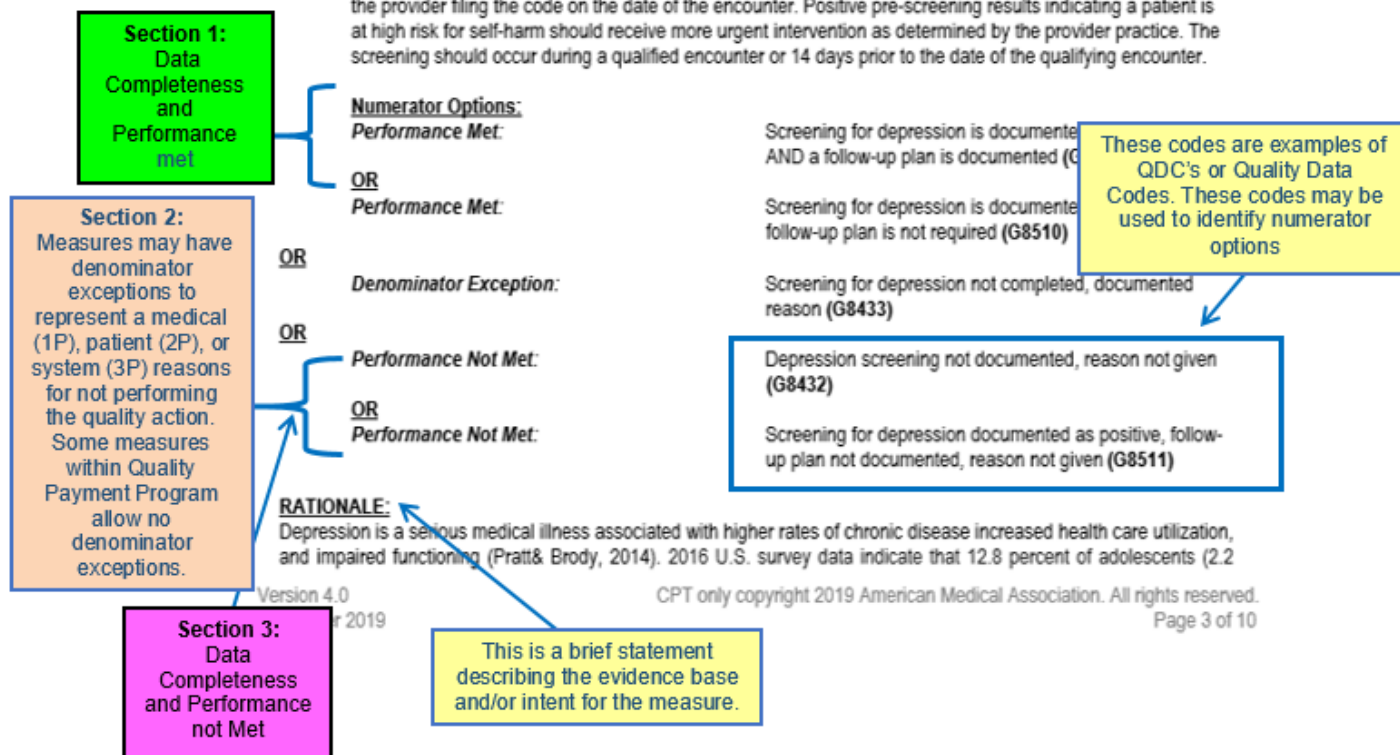 the provider filing the code on the date of the encounter. Positive pre-screening results indicating a patient is
at high risk for self-harm should receive more urgent intervention as determined by the provider practice. The
screening should occur during a qualified encounter or 14 days prior to the date of the qualifying encounter.
Section 1:
Data
Completeness
and
Performance
met
Numerator Options:
Performance Met:
Screening for depression is documente
AND a follow-up plan is documented (G
OR
Performance Met:
Screening for depression is documente
follow-up plan is not required (G8510)
These codes are examples of
QDC's or Quality Data
Codes. These codes may be
used to identify numerator
options
OR
Denominator Exception:
Screening for depression not completed, documented
reason (G8433)
OR
Performance Not Met:
Depression screening not documented, reason not given
(G8432)
OR
Performance Not Met:
Screening for depression documented as positive, follow-
up plan not documented, reason not given (G8511)
Section 2:
Measures may have
denominator
exceptions to
represent a medical
(1P), patient (2P), or
system (3P) reasons
for not performing
the quality action.
Some measures
within Quality
Payment Program
allow no
denominator
exceptions.
RATIONALE:
Depression is a serious medical illness associated with higher rates of chronic disease increased health care utilization,
and impaired functioning (Pratt& Brody, 2014). 2016 U.S. survey data indicate that 12.8 percent of adolescents (2.2
Version 4.0
CPT only copyright 2019 American Medical Association. All rights reserved.
r 2019
Page 3 of 10
Section 3:
Data
Completeness
and Performance
not Met
This is a brief statement
describing the evidence base
and/or intent for the measure.